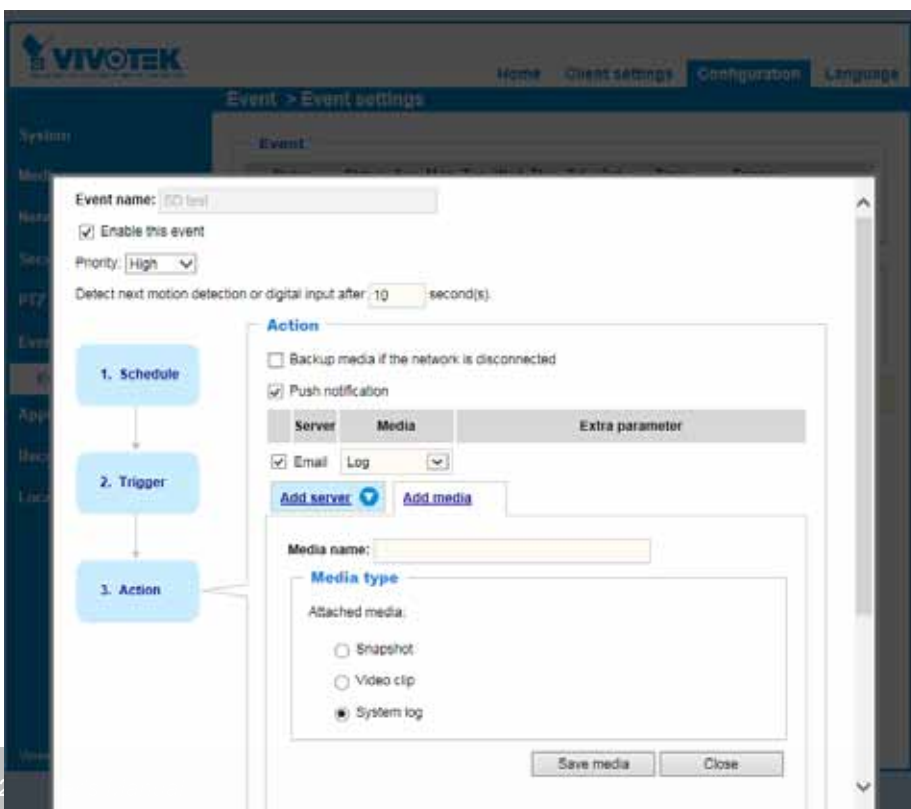 VIVOTEK
Home Client settings Configuration Language
Event > Event settings
System
Event
Event name: SD test
Enable this event
Priority: High
Detect next motion detection or digital input after 10 second(s).
Action
1. Schedule
Backup media if the network is disconnected
Push notification
Server Media Extra parameter
Email Log
2. Trigger
Add server Add media
Media name:
3. Action
Media type
Attached media:
Snapshot
Video clip
System log
Save media Close